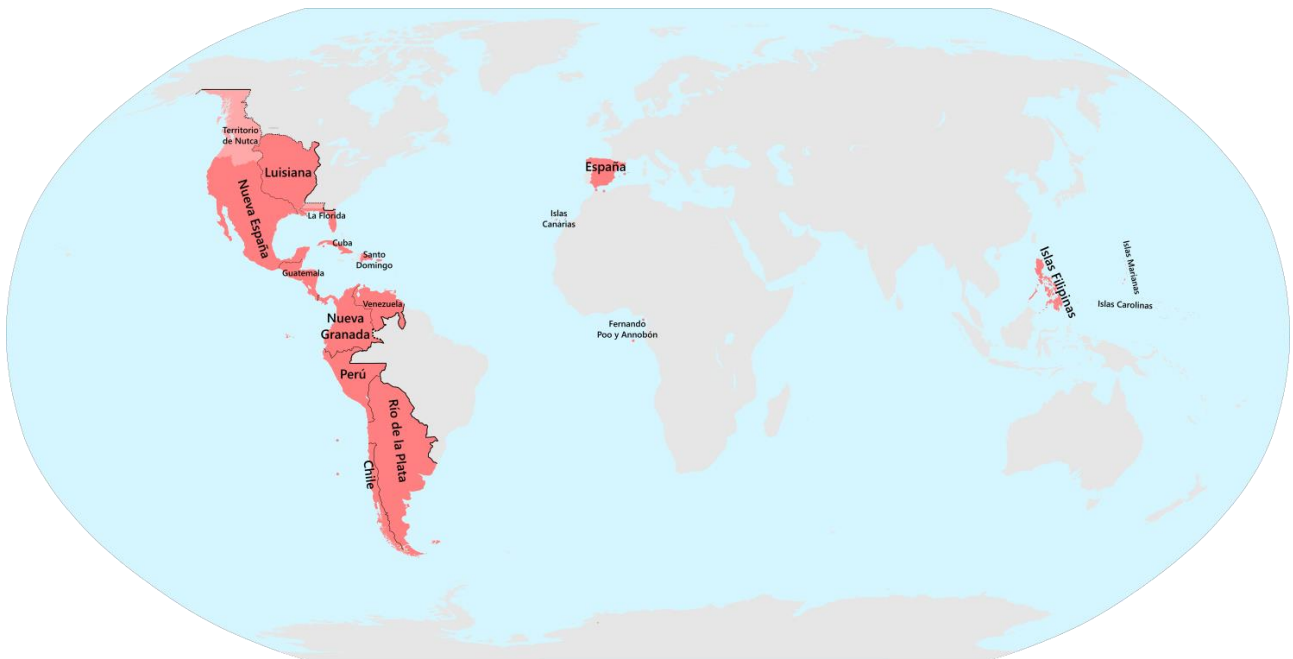 Territorio
de Nutca
Luisiana
Nueva España
La Florida
Cuba
Santo
Domingo
Guatemala
Venezuela
Nueva
Granada
Perú
Río de la Plata
Chile
España
Islas
Canarias
Fernando
Poo y Annobón
Islas Filipinas
Islas Marianas
Islas Carolinas